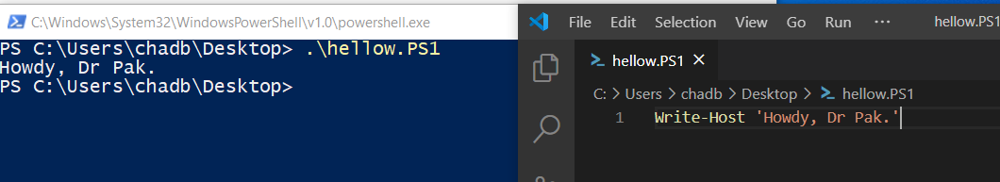 C:\Windows\System32\WindowsPowerShell\v1.0\powershell.exe
PS C:\Users\chadb\Desktop> .\hellow.PS1
Howdy, Dr Pak.
PS C:\Users\chadb\Desktop>
File Edit Selection View Go Run ··· hellow.PS1
hellow.PS1 ×
C: > Users > chadb > Desktop > hellow.PS1
1 Write-Host 'Howdy, Dr Pak.'